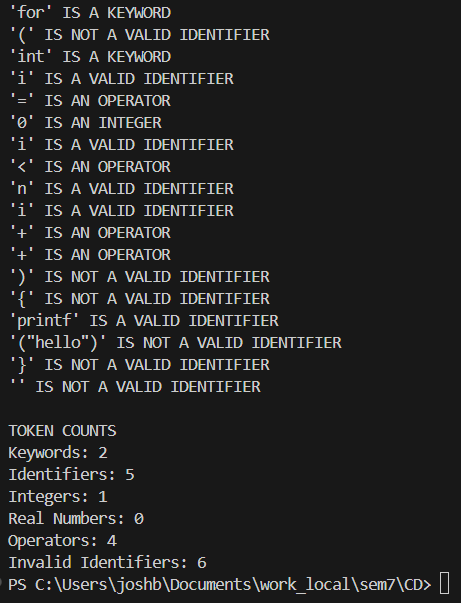 'for' IS A KEYWORD
'(' IS NOT A VALID IDENTIFIER
'int' IS A KEYWORD
'i' IS A VALID IDENTIFIER
'=' IS AN OPERATOR
'0' IS AN INTEGER
'i' IS A VALID IDENTIFIER
'<' IS AN OPERATOR
'n' IS A VALID IDENTIFIER
'i' IS A VALID IDENTIFIER
'+' IS AN OPERATOR
'+' IS AN OPERATOR
')' IS NOT A VALID IDENTIFIER
'{' IS NOT A VALID IDENTIFIER
'printf' IS A VALID IDENTIFIER
'("hello")' IS NOT A VALID IDENTIFIER
'}' IS NOT A VALID IDENTIFIER
'' IS NOT A VALID IDENTIFIER
TOKEN COUNTS
Keywords: 2
Identifiers: 5
Integers: 1
Real Numbers: 0
Operators: 4
Invalid Identifiers: 6
PS C:\Users\joshb\Documents\work_local\sem7\CD>